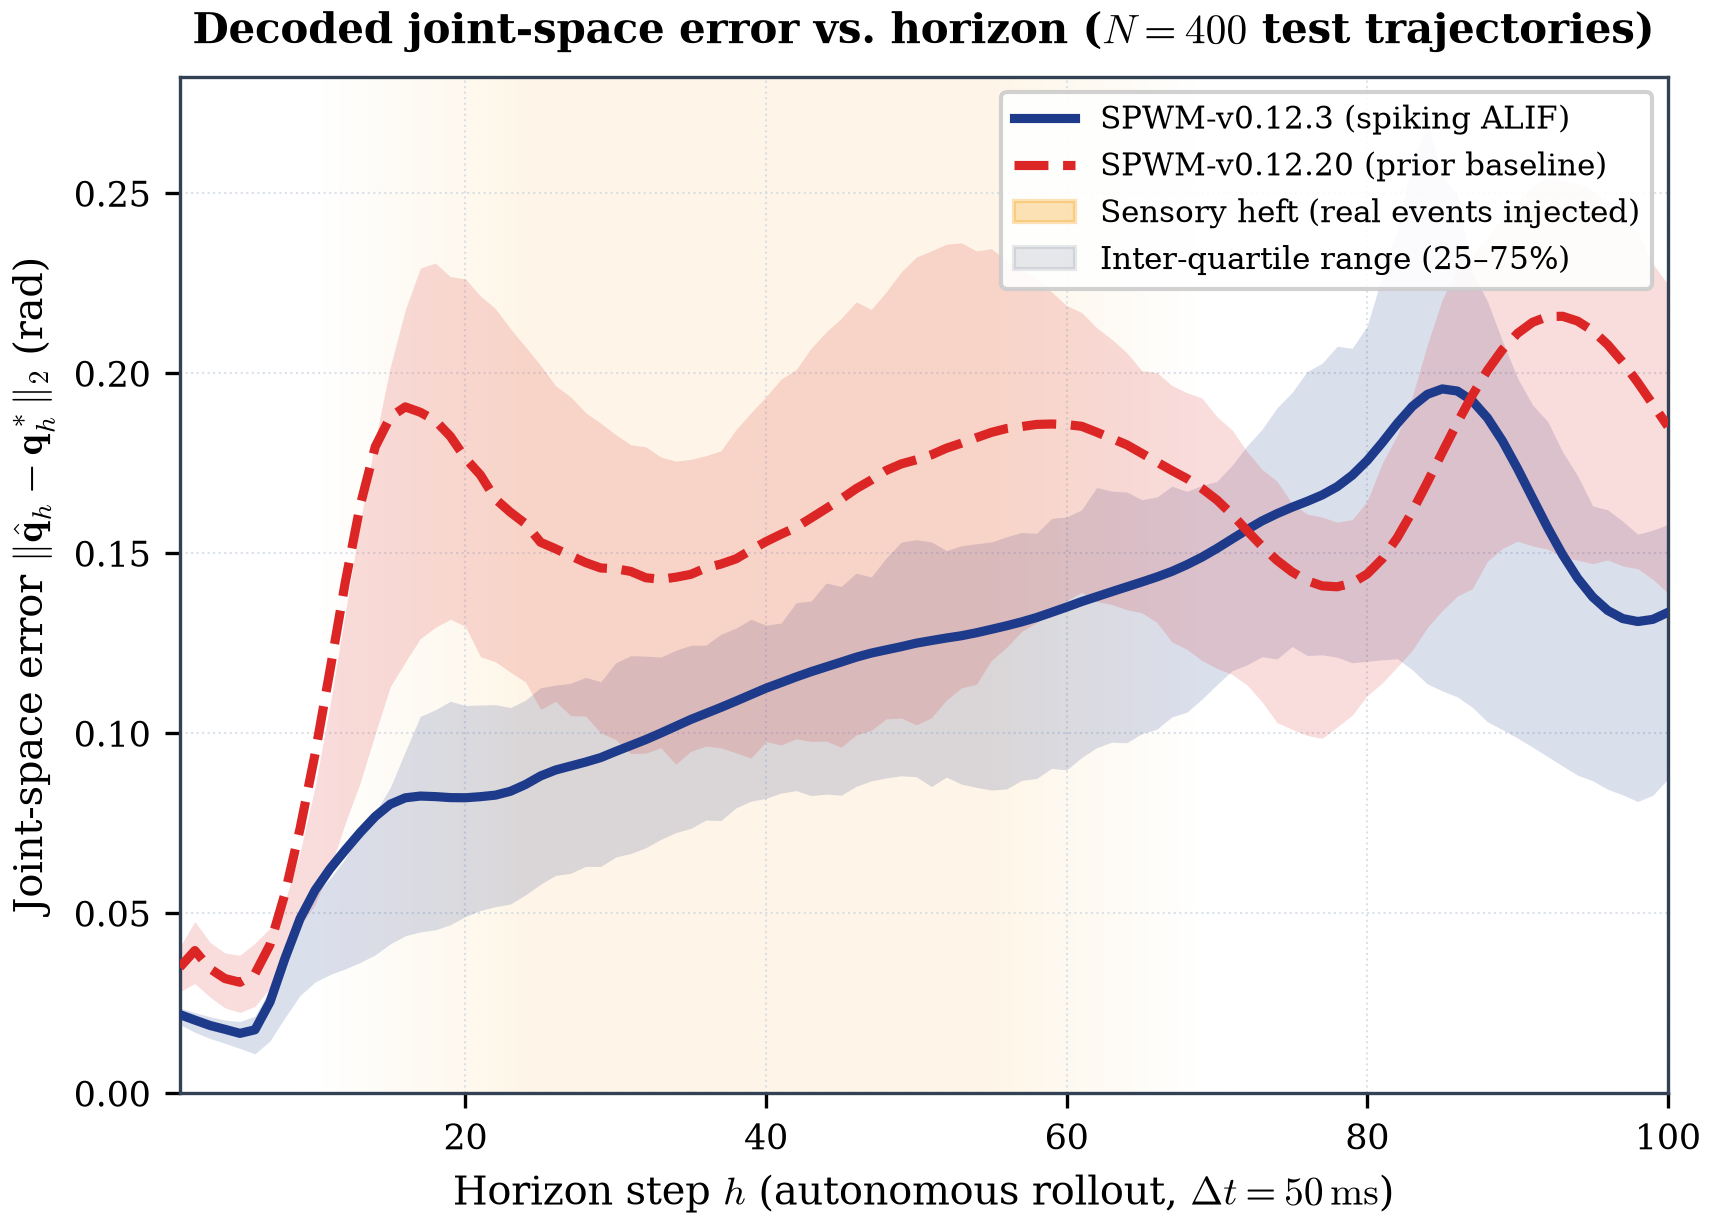 Decoded joint-space error vs. horizon (N = 400 test trajectories)
SPWM-v0.12.3 (spiking ALIF)
SPWM-v0.12.20 (prior baseline)
Sensory heft (real events injected)
Inter-quartile range (25–75%)
Joint-space error ||q̂_h − q*_h||_2 (rad)
0.25
0.20
0.15
0.10
0.05
0.00
20 40 60 80 100
Horizon step h (autonomous rollout, Δt = 50 ms)